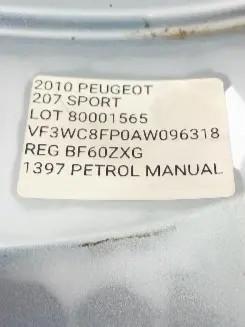 2010 PEUGEOT
207 SPORT
LOT 80001565
VF3WC8FP0AW096318
REG BF60ZXG
1397 PETROL MANUAL